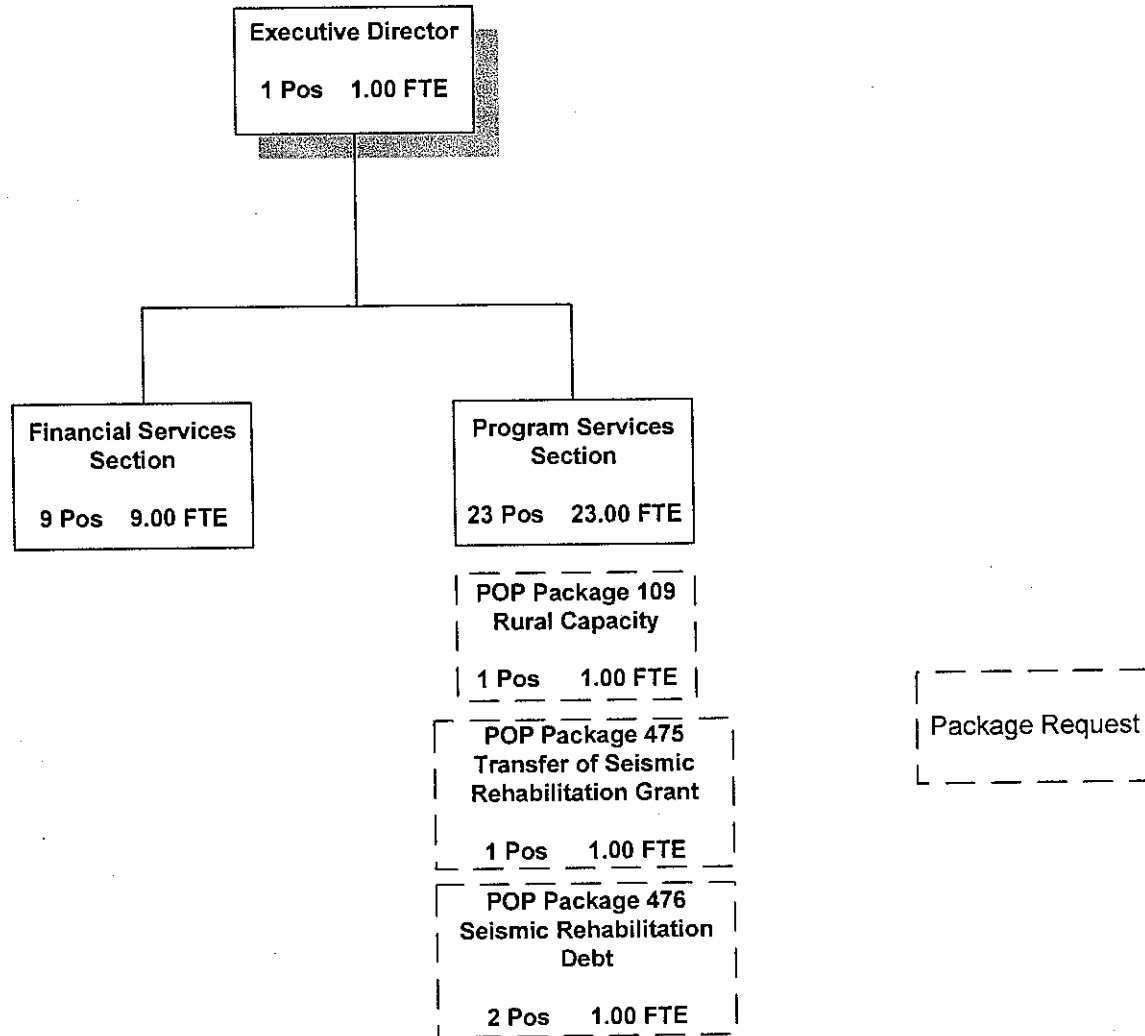 Executive Director
1 Pos 1.00 FTE
Financial Services
Section
9 Pos 9.00 FTE
Program Services
Section
23 Pos 23.00 FTE
POP Package 109
Rural Capacity
1 Pos 1.00 FTE
POP Package 475
Transfer of Seismic
Rehabilitation Grant
1 Pos 1.00 FTE
POP Package 476
Seismic Rehabilitation
Debt
2 Pos 1.00 FTE
Package Request